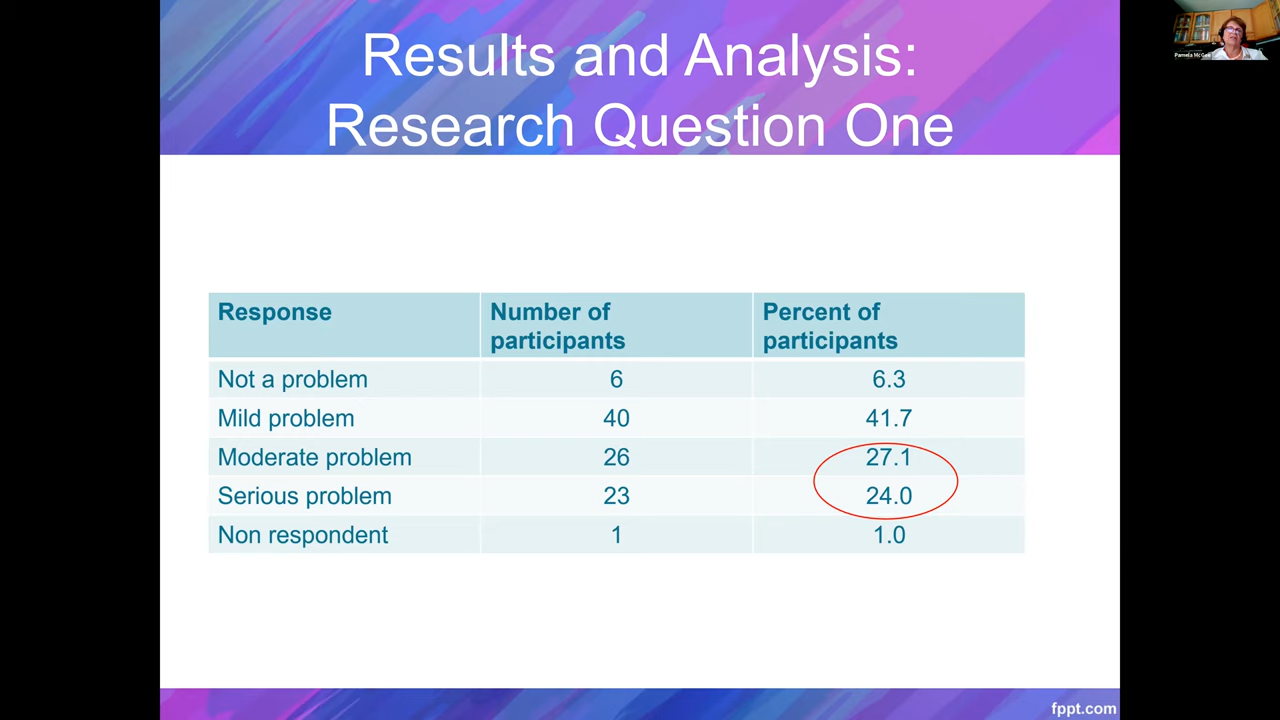 Results and Analysis:
Research Question One
Pamela
Response Number of participants Percent of participants
Not a problem 6 6.3
Mild problem 40 41.7
Moderate problem 26 27.1
Serious problem 23 24.0
Non respondent 1 1.0
fppt.com